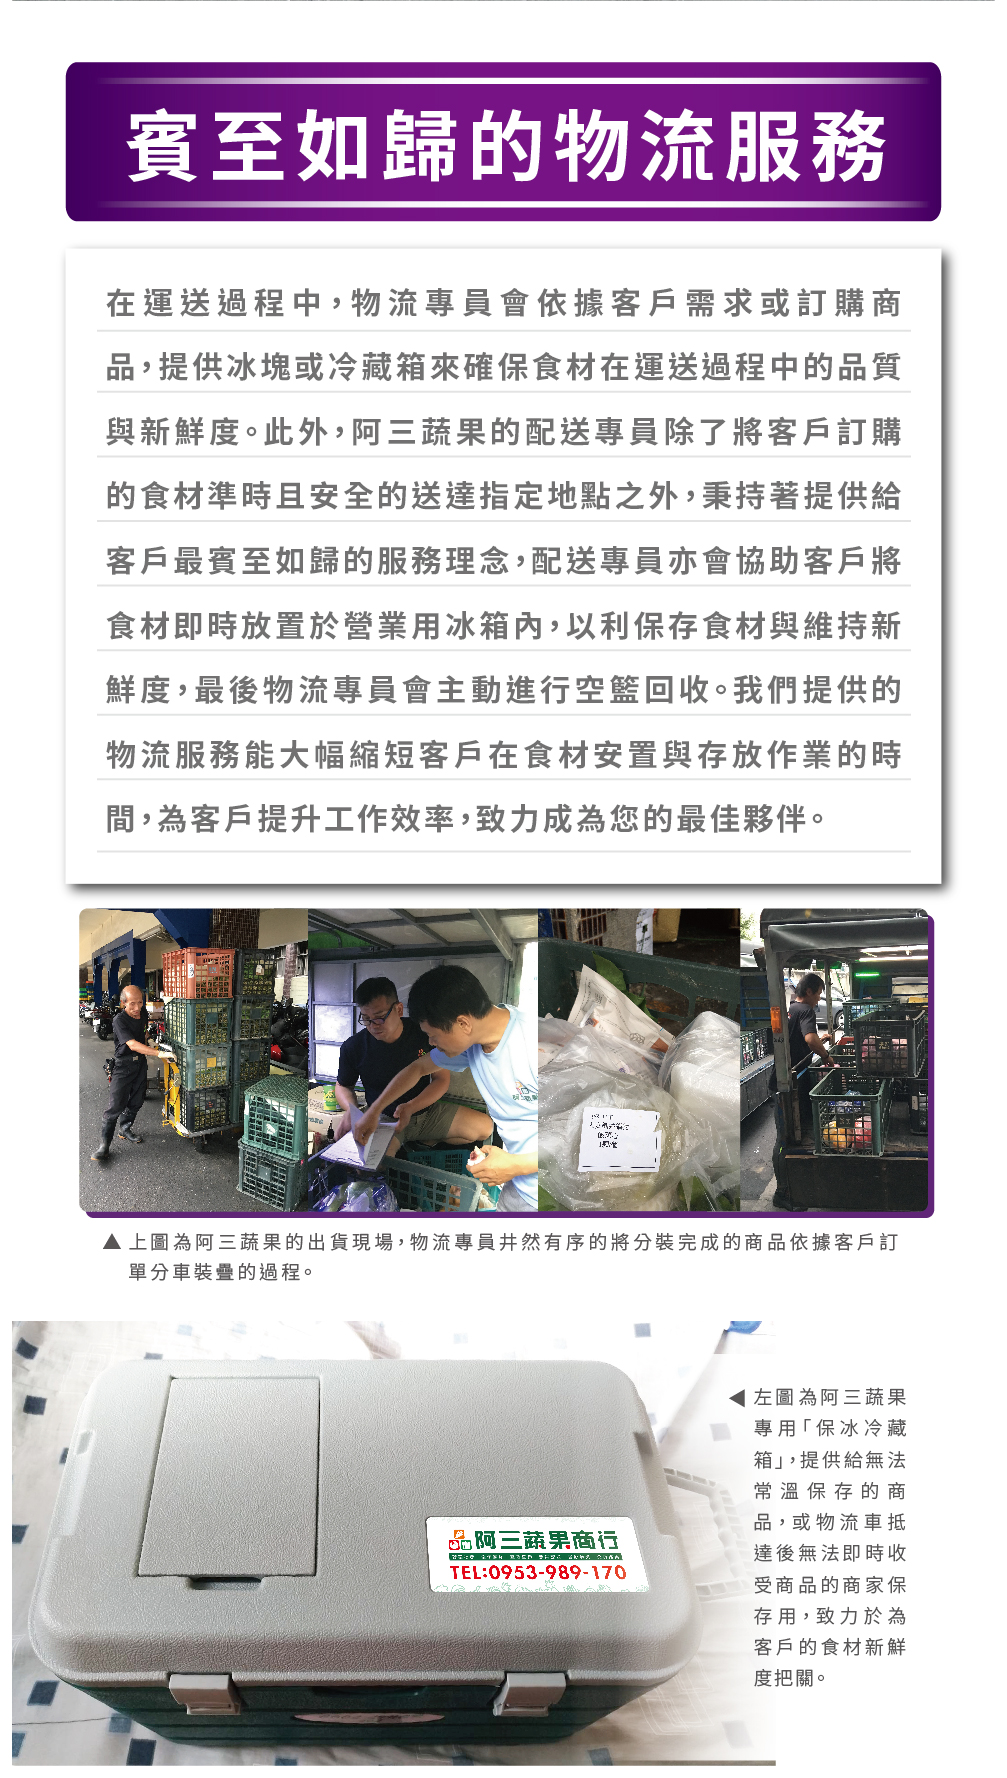 賓至如歸的物流服務
在運送過程中，物流專員會依據客戶需求或訂購商
品，提供冰塊或冷藏箱來確保食材在運送過程中的品質
與新鮮度。此外，阿三蔬果的配送專員除了將客戶訂購
的食材準時且安全的送達指定地點之外，秉持著提供給
客戶最賓至如歸的服務理念，配送專員亦會協助客戶將
食材即時放置於營業用冰箱內，以利保存食材與維持新
鮮度，最後物流專員會主動進行空籃回收。我們提供的
物流服務能大幅縮短客戶在食材安置與存放作業的時
間，為客戶提升工作效率，致力成為您的最佳夥伴。
▲ 上圖為阿三蔬果的出貨現場，物流專員井然有序的將分裝完成的商品依據客戶訂
單分車裝疊的過程。
◀ 左圖為阿三蔬果
專用「保冰冷藏
箱」，提供給無法
常溫保存的商
品，或物流車抵
達後無法即時收
受商品的商家保
存用，致力於為
客戶的食材新鮮
度把關。
阿三蔬果商行
TEL:0953-989-170